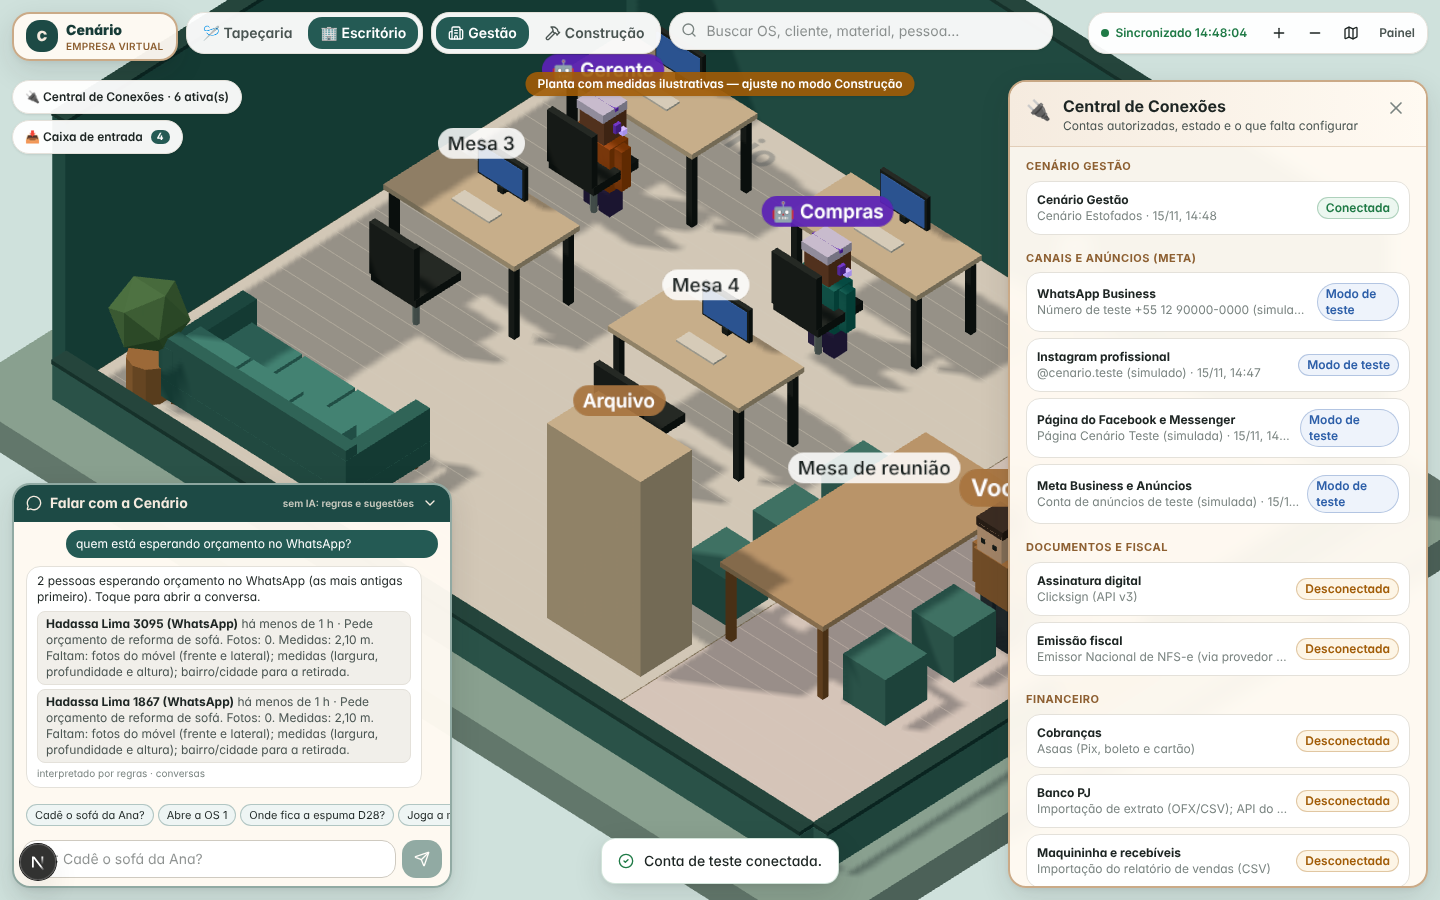 C
Cenário
EMPRESA VIRTUAL
Tapeçaria
Escritório
Gestão
Construção
Buscar OS, cliente, material, pessoa...
Sincronizado 14:48:04
Painel
Central de Conexões · 6 ativa(s)
Caixa de entrada 4
Gerente
Planta com medidas ilustrativas — ajuste no modo Construção
Mesa 3
Compras
Mesa 4
Arquivo
Mesa de reunião
Voc
Central de Conexões
Contas autorizadas, estado e o que falta configurar
CENÁRIO GESTÃO
Cenário Gestão
Cenário Estofados · 15/11, 14:48
Conectada
CANAIS E ANÚNCIOS (META)
WhatsApp Business
Número de teste +55 12 90000-0000 (simula...
Modo de
teste
Instagram profissional
@cenario.teste (simulado) · 15/11, 14:47
Modo de teste
Página do Facebook e Messenger
Página Cenário Teste (simulada) · 15/11, 14...
Modo de
teste
Meta Business e Anúncios
Conta de anúncios de teste (simulada) · 15/1...
Modo de
teste
DOCUMENTOS E FISCAL
Assinatura digital
Clicksign (API v3)
Desconectada
Emissão fiscal
Emissor Nacional de NFS-e (via provedor ...
Desconectada
FINANCEIRO
Cobranças
Asaas (Pix, boleto e cartão)
Desconectada
Banco PJ
Importação de extrato (OFX/CSV); API do ...
Desconectada
Maquininha e recebíveis
Importação do relatório de vendas (CSV)
Desconectada
Falar com a Cenário
sem IA: regras e sugestões
quem está esperando orçamento no WhatsApp?
2 pessoas esperando orçamento no WhatsApp (as mais antigas
primeiro). Toque para abrir a conversa.
Hadassa Lima 3095 (WhatsApp) há menos de 1 h · Pede
orçamento de reforma de sofá. Fotos: 0. Medidas: 2,10 m.
Faltam: fotos do móvel (frente e lateral); medidas (largura,
profundidade e altura); bairro/cidade para a retirada.
Hadassa Lima 1867 (WhatsApp) há menos de 1 h · Pede
orçamento de reforma de sofá. Fotos: 0. Medidas: 2,10 m.
Faltam: fotos do móvel (frente e lateral); medidas (largura,
profundidade e altura); bairro/cidade para a retirada.
interpretado por regras · conversas
Cadê o sofá da Ana?
Abre a OS 1
Onde fica a espuma D28?
Joga a
N
Cadê o sofá da Ana?
Conta de teste conectada.